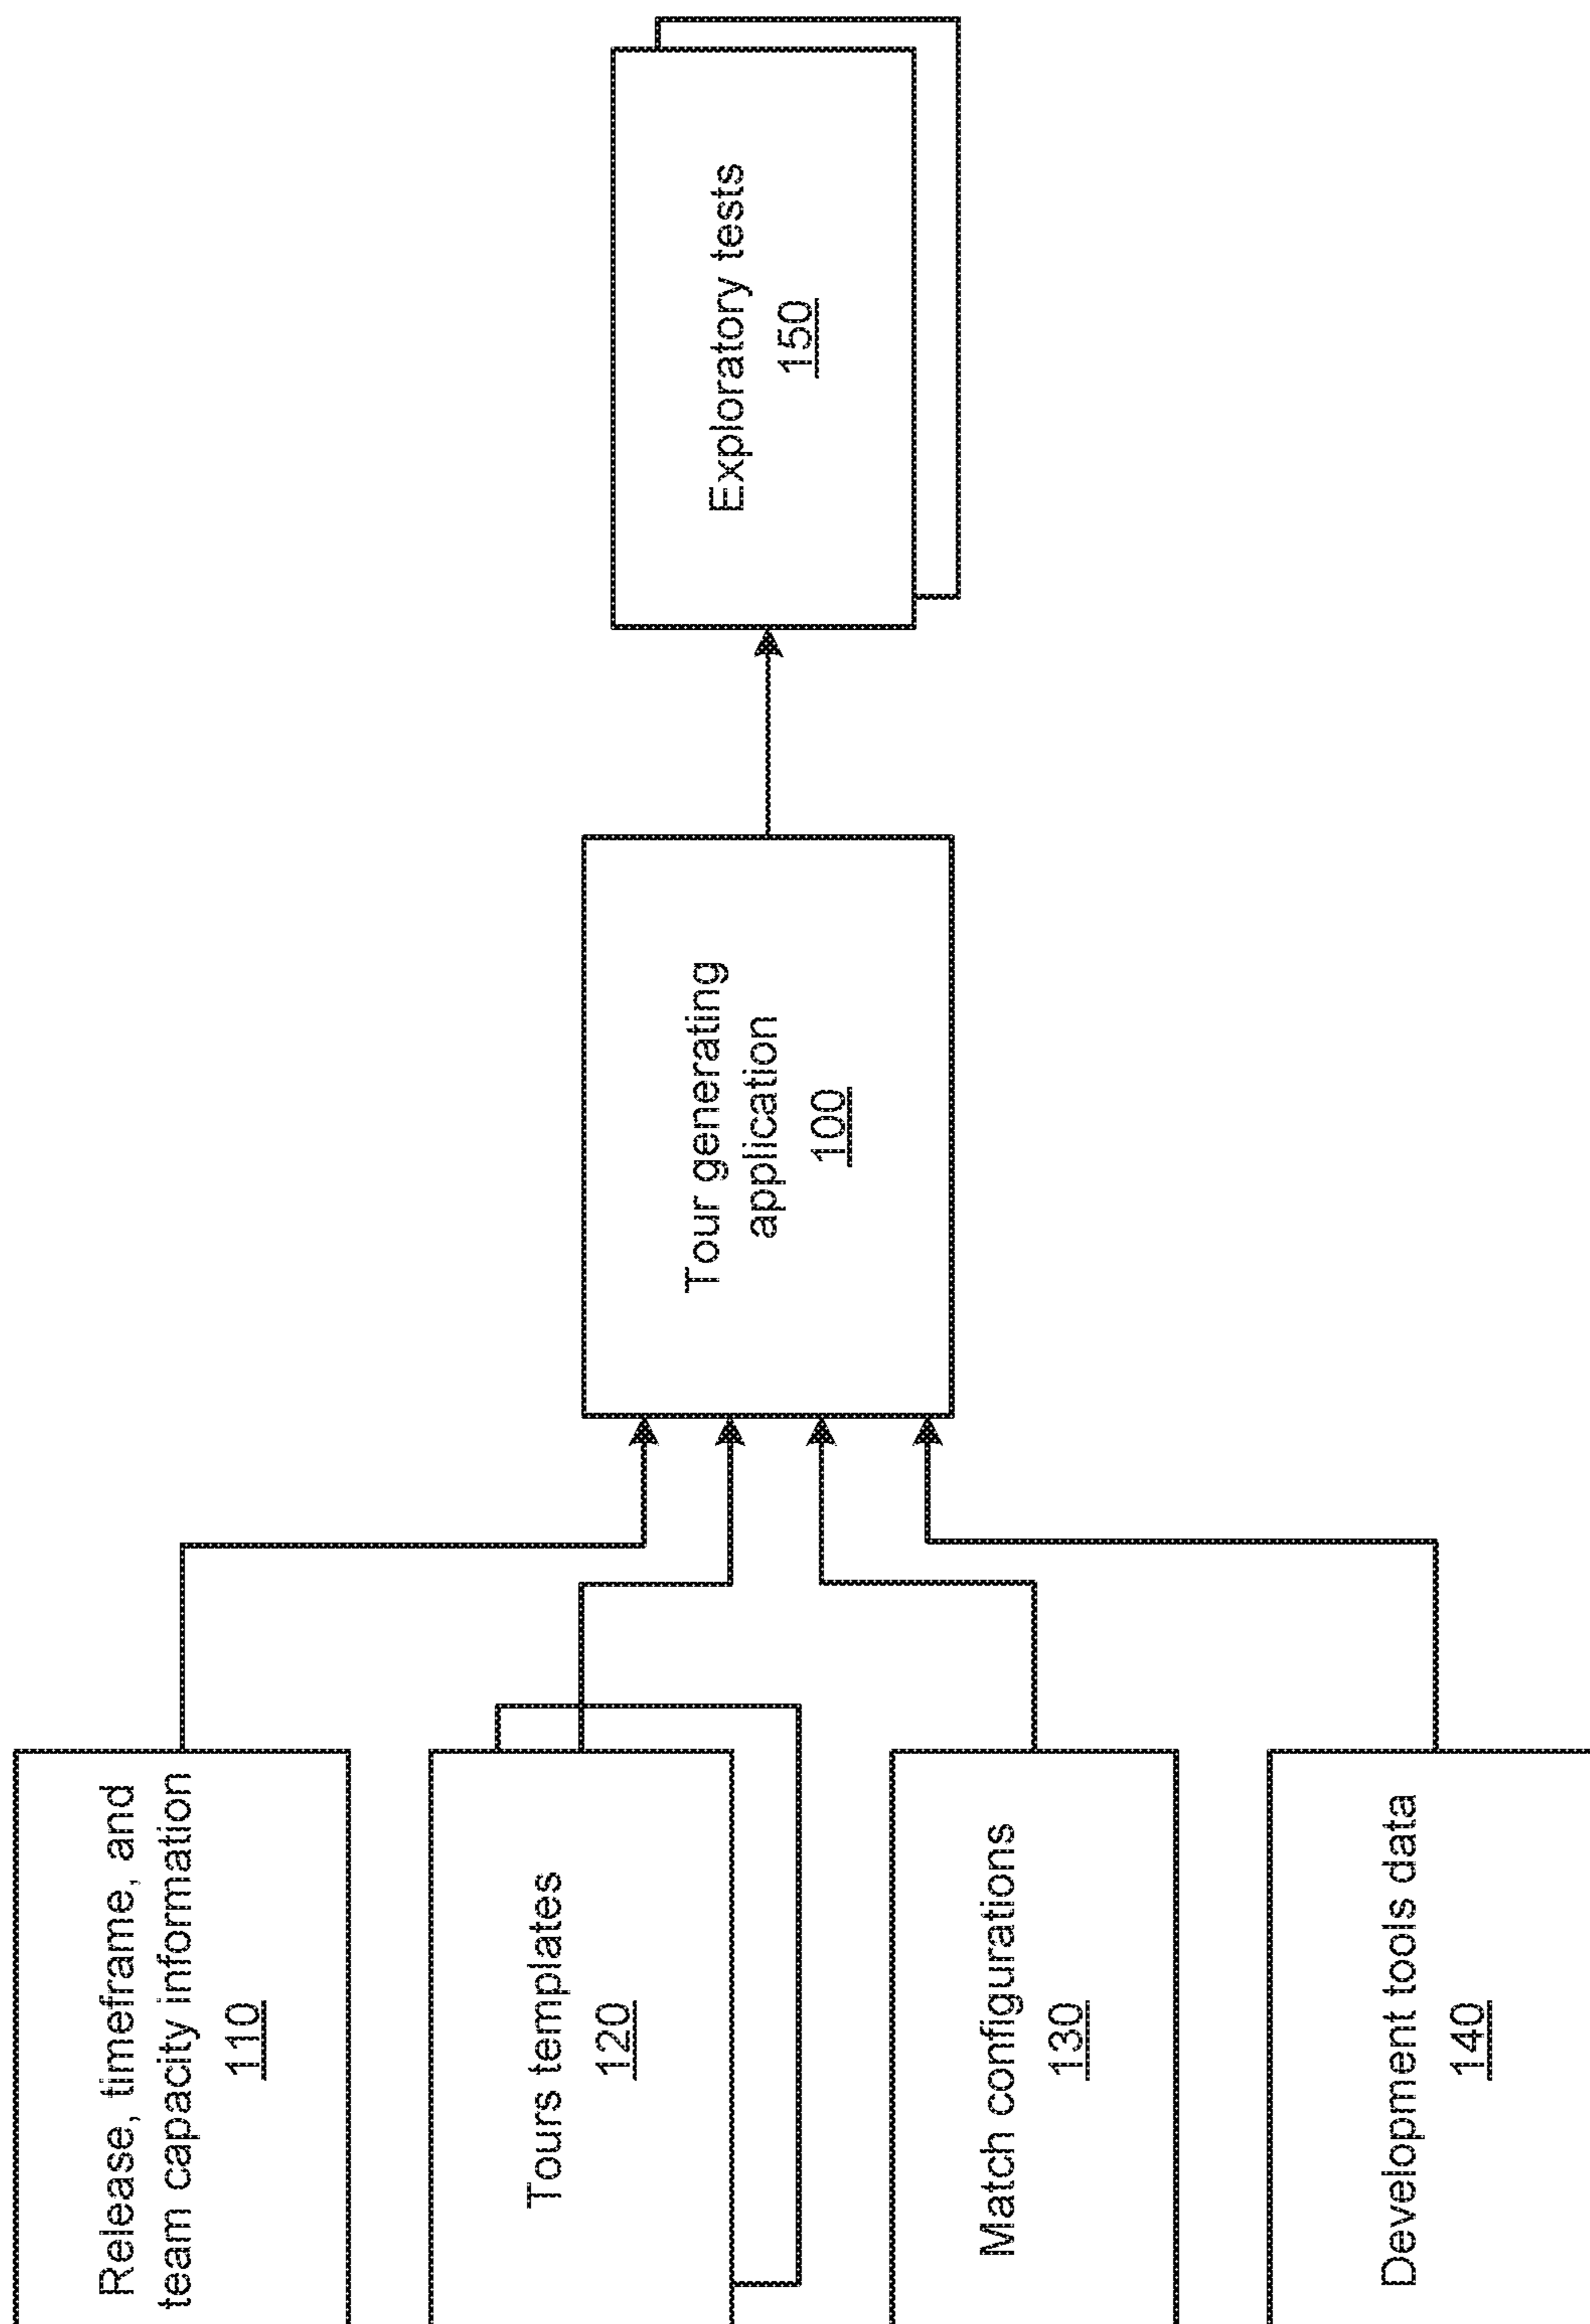 Release, timeframe, and
team capacity information
110
Tours templates
120
Match configurations
130
Development tools data
140
Tour generating
application
100
Exploratory tests
150